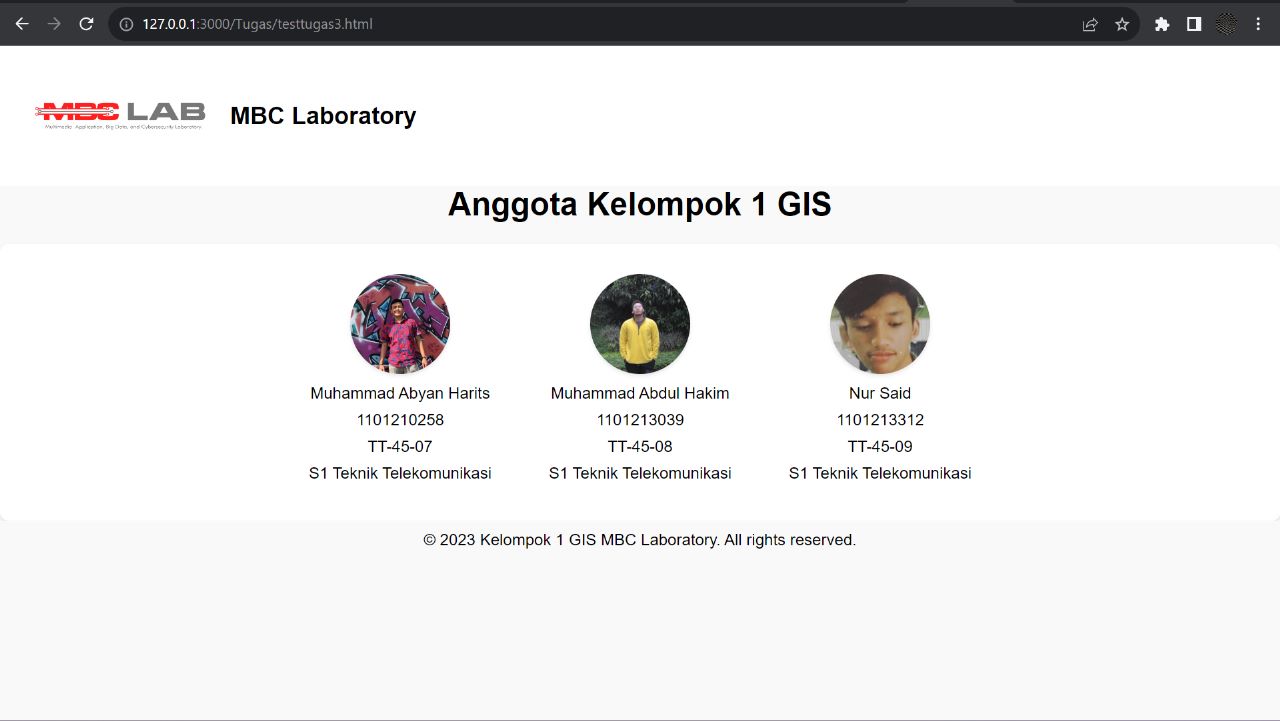 127.0.0.1:3000/Tugas/testtugas3.html
MBC LAB
Multimedia Application, Big Data, and Cybersecurity Laboratory
MBC Laboratory
Anggota Kelompok 1 GIS
Muhammad Abyan Harits
1101210258
TT-45-07
S1 Teknik Telekomunikasi
Muhammad Abdul Hakim
1101213039
TT-45-08
S1 Teknik Telekomunikasi
Nur Said
1101213312
TT-45-09
S1 Teknik Telekomunikasi
© 2023 Kelompok 1 GIS MBC Laboratory. All rights reserved.